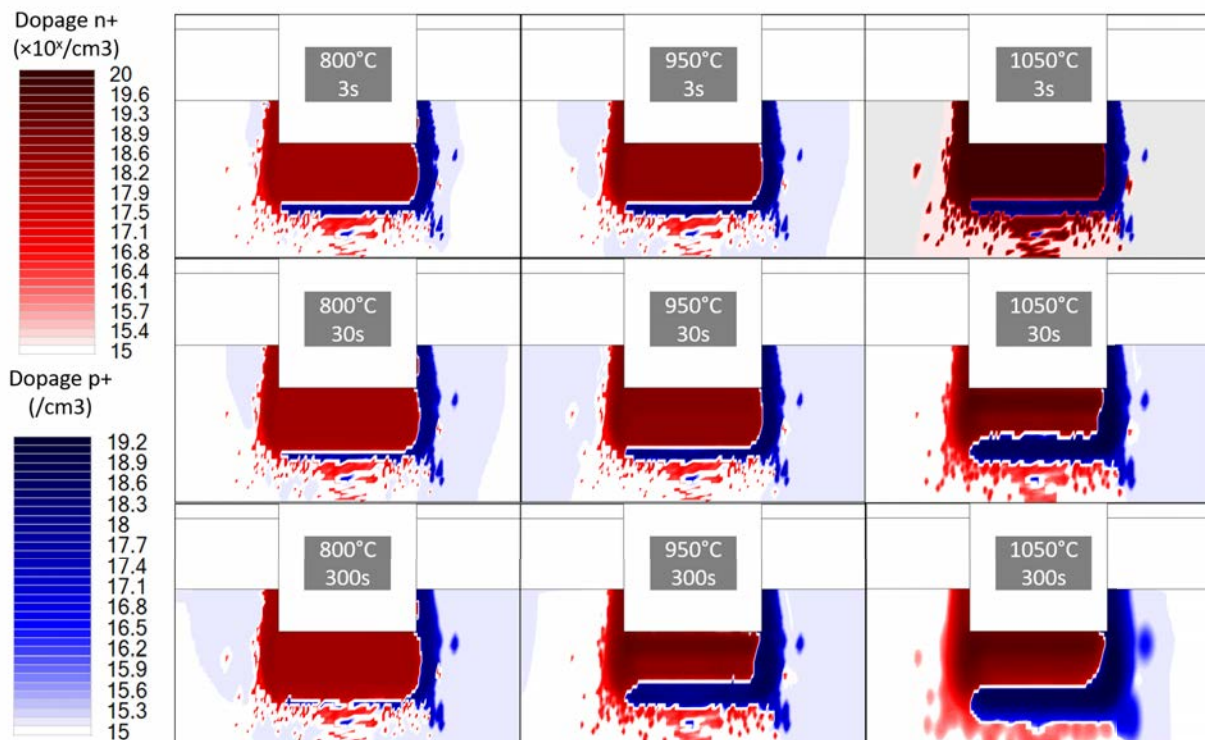 Dopage n+
(×10ˣ/cm3)
20
19.6
19.3
18.9
18.6
18.2
17.9
17.5
17.1
16.8
16.4
16.1
15.7
15.4
15
Dopage p+
(/cm3)
19.2
18.9
18.6
18.3
18
17.7
17.4
17.1
16.8
16.5
16.2
15.9
15.6
15.3
15
800°C
3s
950°C
3s
1050°C
3s
800°C
30s
950°C
30s
1050°C
30s
800°C
300s
950°C
300s
1050°C
300s